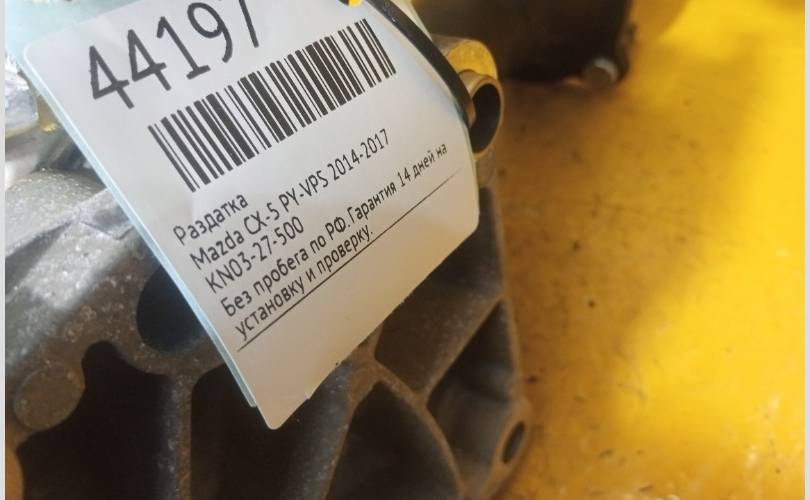 44197
Раздатка
Mazda CX-5 PY-VPS 2014-2017
KN03-27-500
Без пробега по РФ.Гарантия 14 дней на
установку и проверку.